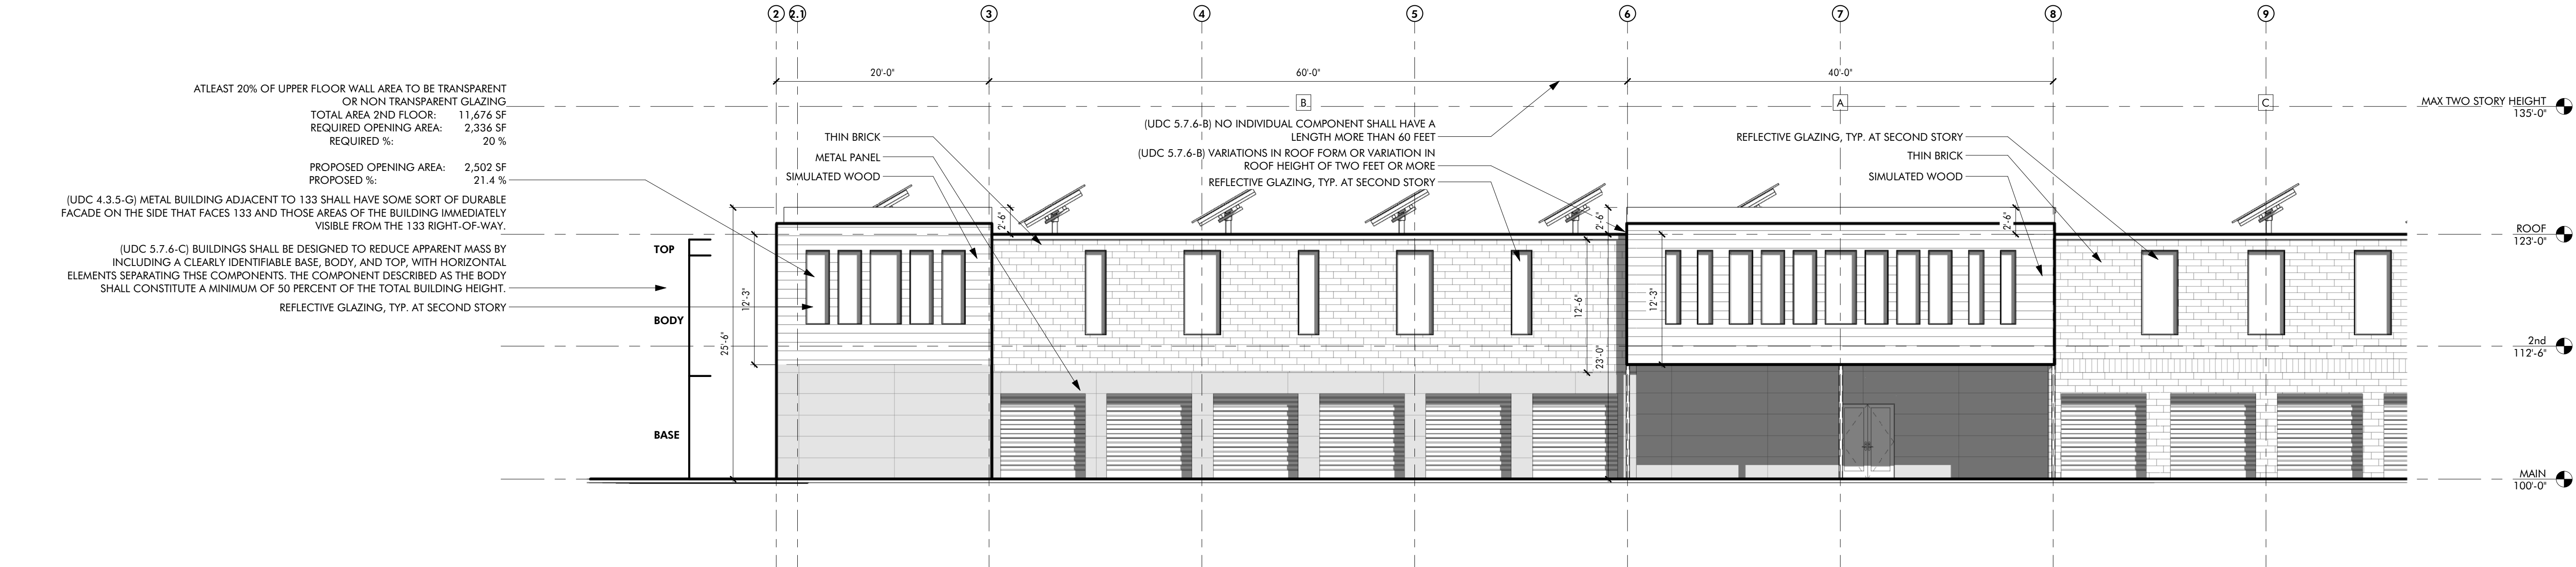 2 2.1 3 4 5 6 7 8 9
20'-0" 60'-0" 40'-0"
B A C
MAX TWO STORY HEIGHT
135'-0"
ATLEAST 20% OF UPPER FLOOR WALL AREA TO BE TRANSPARENT
OR NON TRANSPARENT GLAZING
TOTAL AREA 2ND FLOOR: 11,676 SF
REQUIRED OPENING AREA: 2,336 SF
REQUIRED %: 20 %
PROPOSED OPENING AREA: 2,502 SF
PROPOSED %: 21.4 %
(UDC 4.3.5-G) METAL BUILDING ADJACENT TO 133 SHALL HAVE SOME SORT OF DURABLE
FACADE ON THE SIDE THAT FACES 133 AND THOSE AREAS OF THE BUILDING IMMEDIATELY
VISIBLE FROM THE 133 RIGHT-OF-WAY.
(UDC 5.7.6-C) BUILDINGS SHALL BE DESIGNED TO REDUCE APPARENT MASS BY
INCLUDING A CLEARLY IDENTIFIABLE BASE, BODY, AND TOP, WITH HORIZONTAL
ELEMENTS SEPARATING THSE COMPONENTS. THE COMPONENT DESCRIBED AS THE BODY
SHALL CONSTITUTE A MINIMUM OF 50 PERCENT OF THE TOTAL BUILDING HEIGHT.
REFLECTIVE GLAZING, TYP. AT SECOND STORY
TOP
BODY
BASE
25'-6"
12'-3"
THIN BRICK
METAL PANEL
SIMULATED WOOD
2'-6"
(UDC 5.7.6-B) NO INDIVIDUAL COMPONENT SHALL HAVE A
LENGTH MORE THAN 60 FEET
(UDC 5.7.6-B) VARIATIONS IN ROOF FORM OR VARIATION IN
ROOF HEIGHT OF TWO FEET OR MORE
REFLECTIVE GLAZING, TYP. AT SECOND STORY
12'-6"
2'-6"
23'-0"
12'-3"
REFLECTIVE GLAZING, TYP. AT SECOND STORY
THIN BRICK
SIMULATED WOOD
2'-6"
ROOF
123'-0"
2nd
112'-6"
MAIN
100'-0"